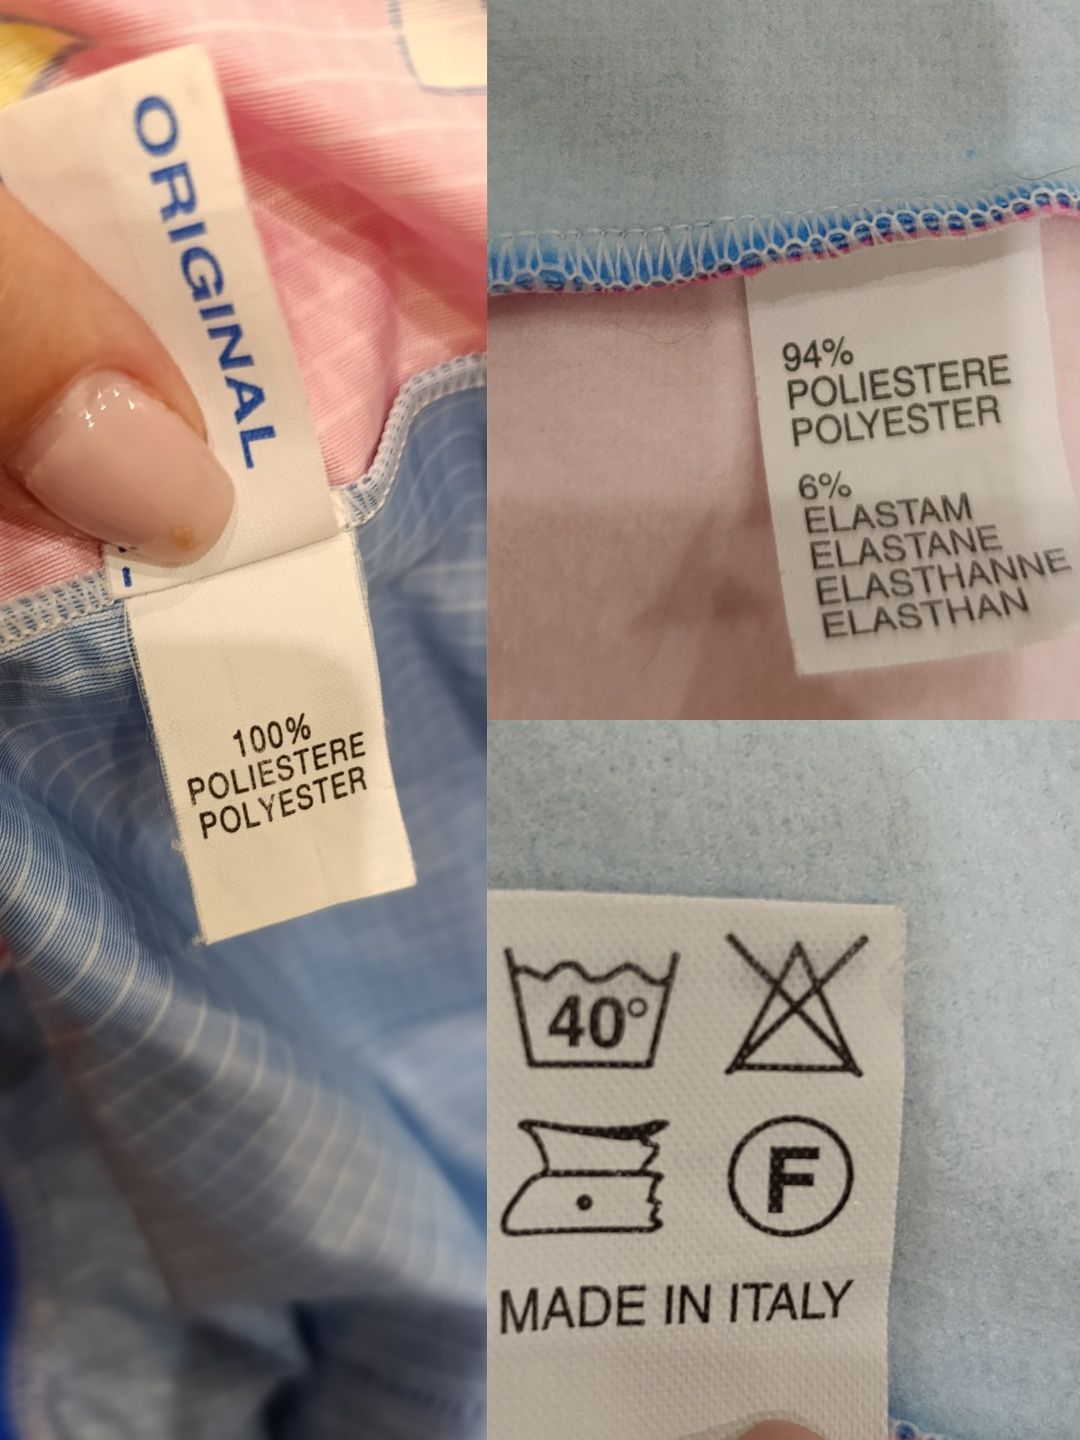 ORIGINAL
100%
POLIESTERE
POLYESTER
94%
POLIESTERE
POLYESTER
6%
ELASTAM
ELASTANE
ELASTHANNE
ELASTHAN
40°
F
MADE IN ITALY